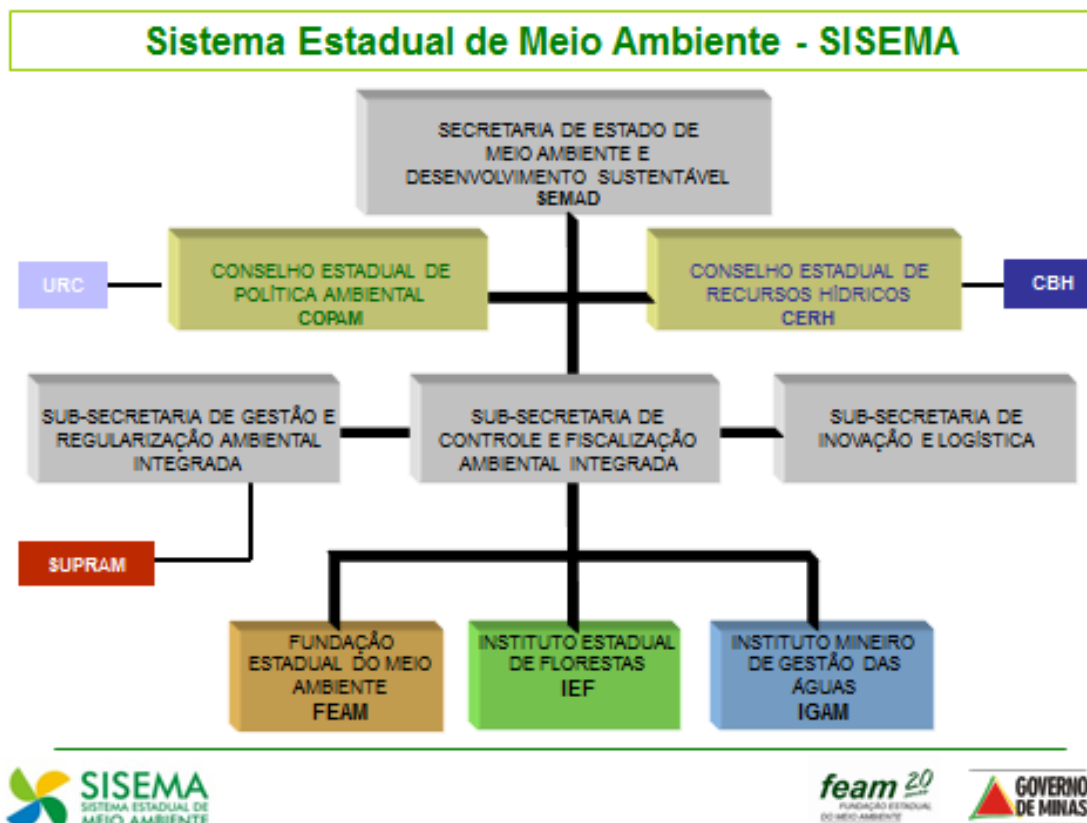 Sistema Estadual de Meio Ambiente - SISEMA
SECRETARIA DE ESTADO DE
MEIO AMBIENTE E
DESENVOLVIMENTO SUSTENTÁVEL
SEMAD
URC
CONSELHO ESTADUAL DE
POLÍTICA AMBIENTAL
COPAM
CONSELHO ESTADUAL DE
RECURSOS HÍDRICOS
CERH
CBH
SUB-SECRETARIA DE GESTÃO E
REGULARIZAÇÃO AMBIENTAL
INTEGRADA
SUB-SECRETARIA DE
CONTROLE E FISCALIZAÇÃO
AMBIENTAL INTEGRADA
SUB-SECRETARIA DE
INOVAÇÃO E LOGÍSTICA
SUPRAM
FUNDAÇÃO
ESTADUAL DO MEIO
AMBIENTE
FEAM
INSTITUTO ESTADUAL
DE FLORESTAS
IEF
INSTITUTO MINEIRO
DE GESTÃO DAS
ÁGUAS
IGAM
SISEMA
SISTEMA ESTADUAL DE
MEIO AMBIENTE
feam 20
FUNDAÇÃO ESTADUAL
DO MEIO AMBIENTE
GOVERNO
DE MINAS